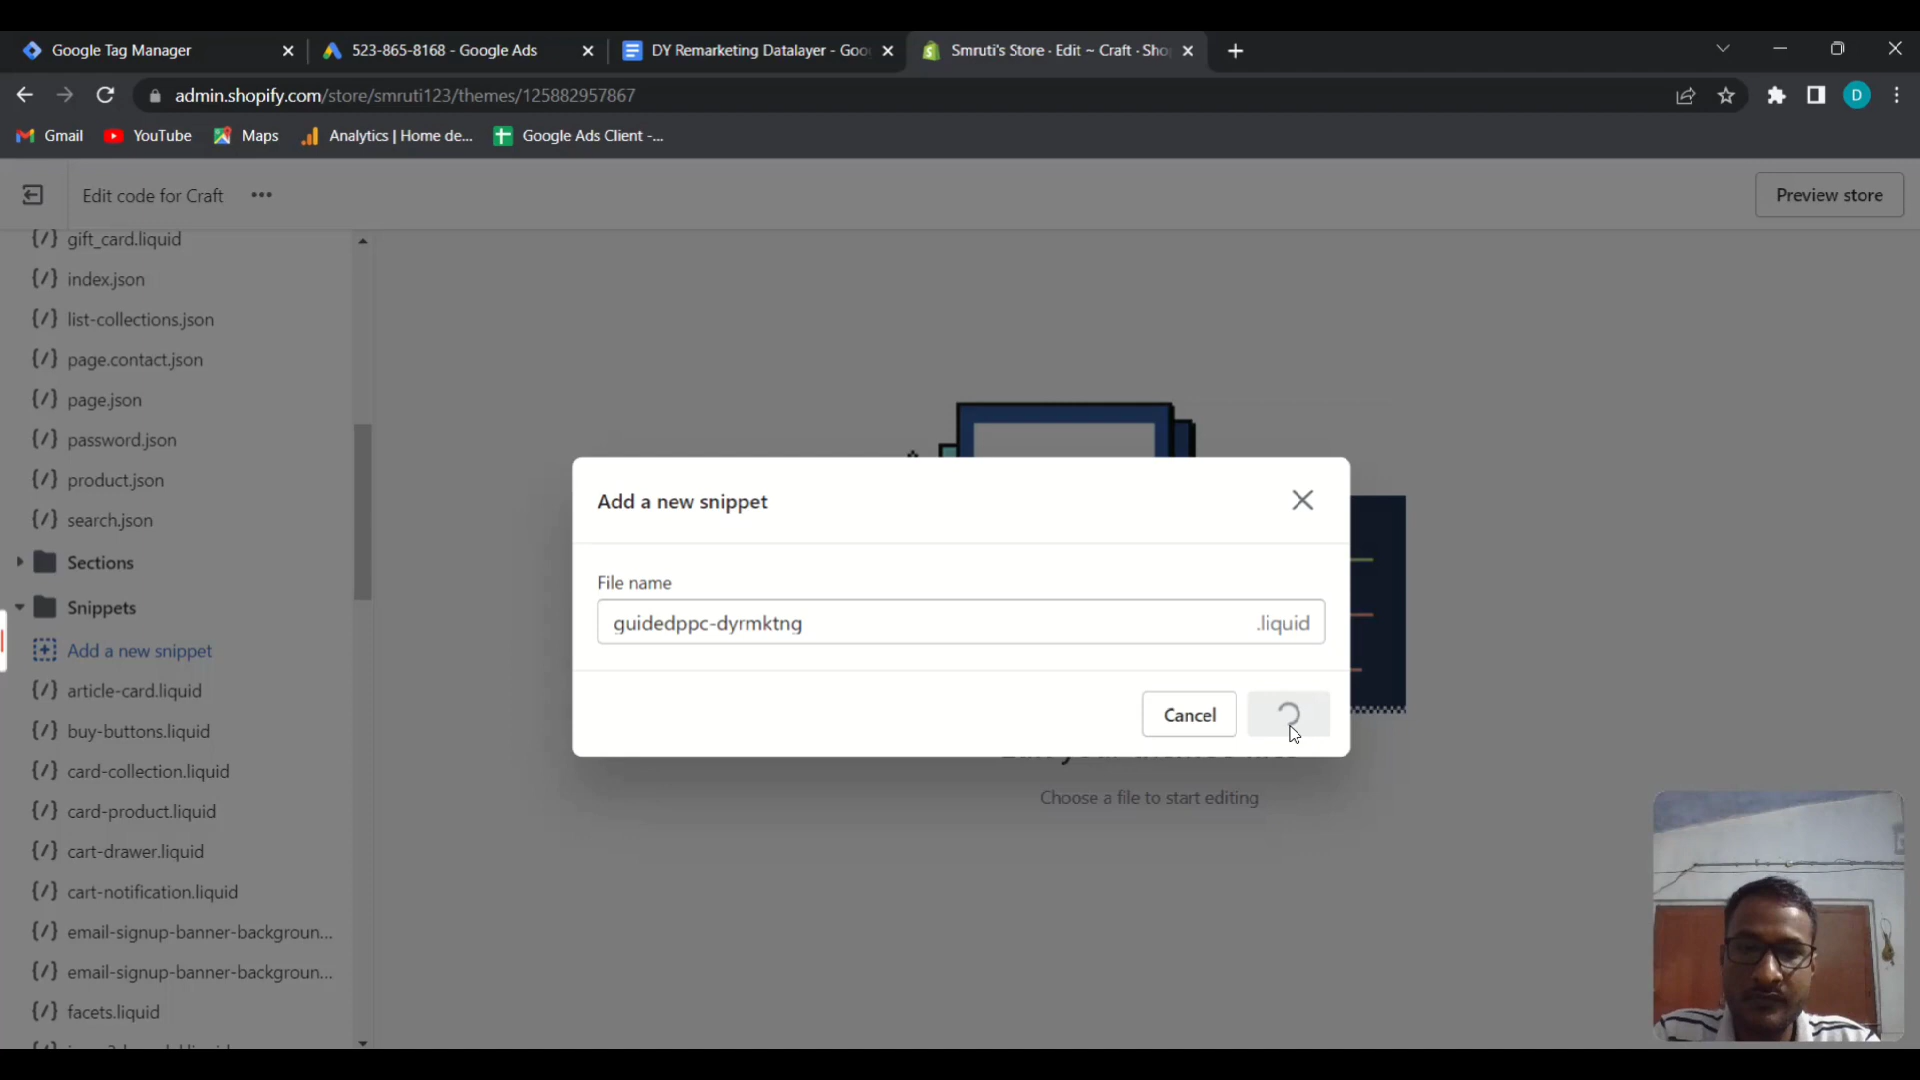 Google Tag Manager
523-865-8168 - Google Ads
DY Remarketing Datalayer - Goo
Smruti's Store · Edit ~ Craft · Sho
admin.shopify.com/store/smruti123/themes/125882957867
D
Gmail
YouTube
Maps
Analytics | Home de...
Google Ads Client -...
Edit code for Craft
Preview store
{/} gift_card.liquid
{/} index.json
{/} list-collections.json
{/} page.contact.json
{/} page.json
{/} password.json
{/} product.json
{/} search.json
Sections
Snippets
Add a new snippet
{/} article-card.liquid
{/} buy-buttons.liquid
{/} card-collection.liquid
{/} card-product.liquid
{/} cart-drawer.liquid
{/} cart-notification.liquid
{/} email-signup-banner-backgroun...
{/} email-signup-banner-backgroun...
{/} facets.liquid
Add a new snippet
File name
guidedppc-dyrmktng .liquid
Cancel
Choose a file to start editing